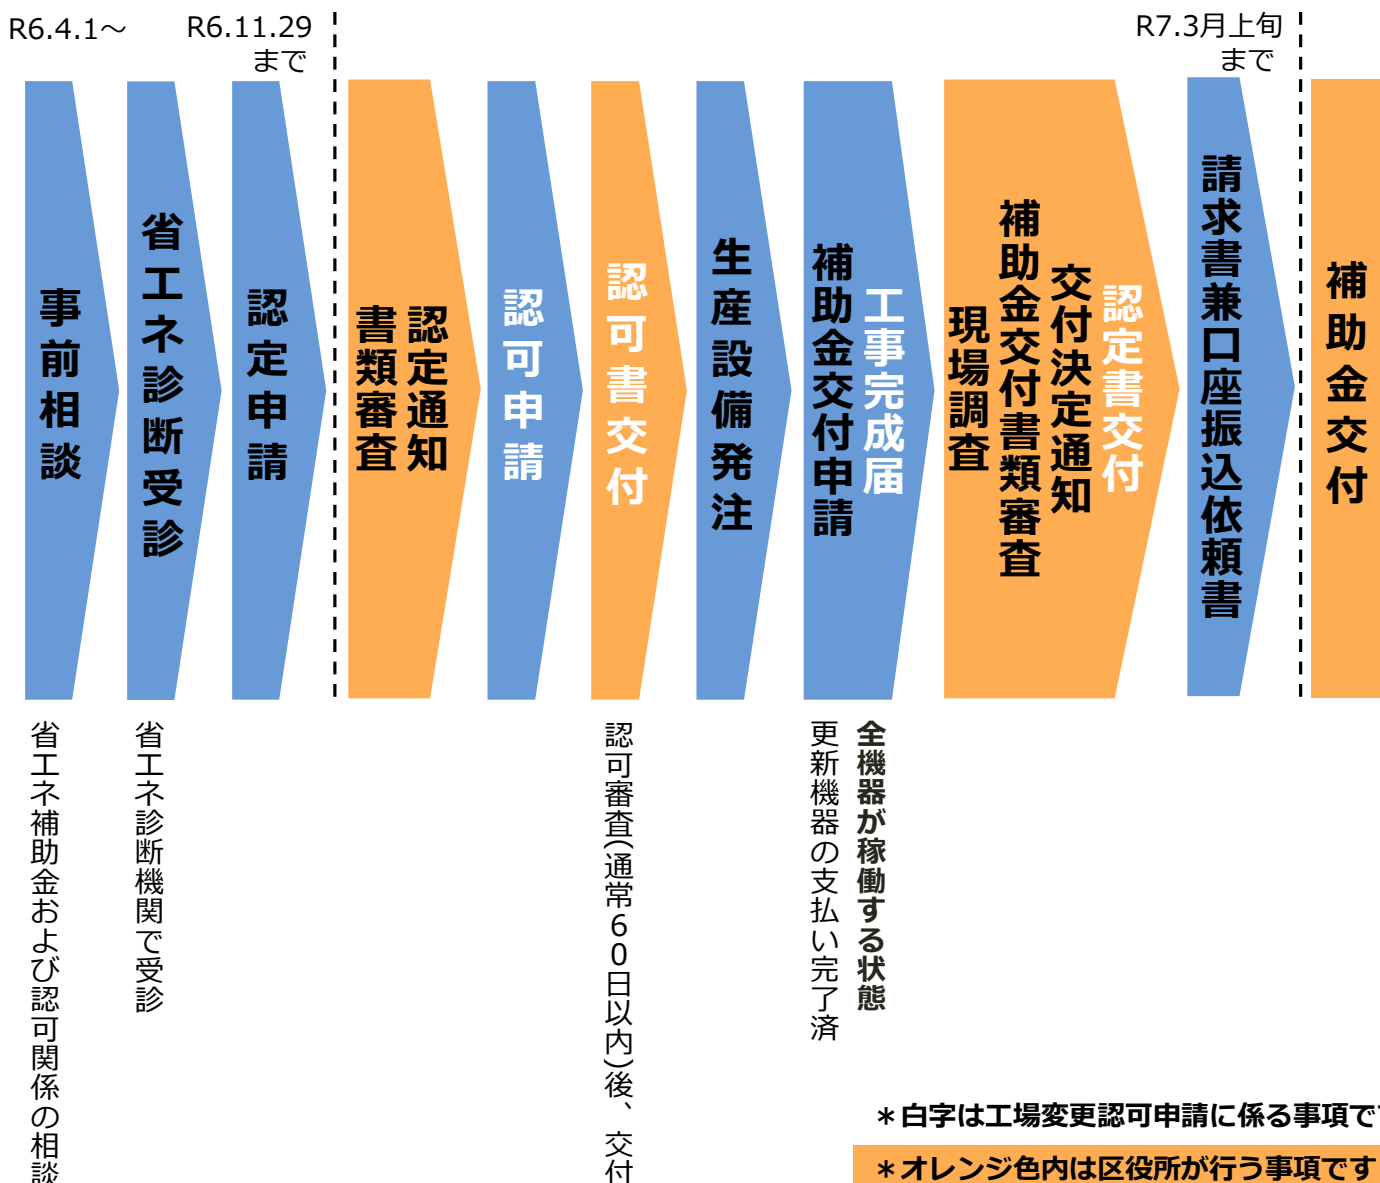 R6.4.1～
R6.11.29
まで
R7.3月上旬
まで
事前相談
省エネ診断受診
認定申請
書類審査
認定通知
認可申請
認可書交付
生産設備発注
補助金交付申請
工事完成届
現場調査
補助金交付書類審査
交付決定通知
認定書交付
請求書兼口座振込依頼書
補助金交付
省エネ補助金および認可関係の相談
省エネ診断機関で受診
認可審査(通常60日以内)後、交付
更新機器の支払い完了済
全機器が稼働する状態
＊白字は工場変更認可申請に係る事項で
＊オレンジ色内は区役所が行う事項です